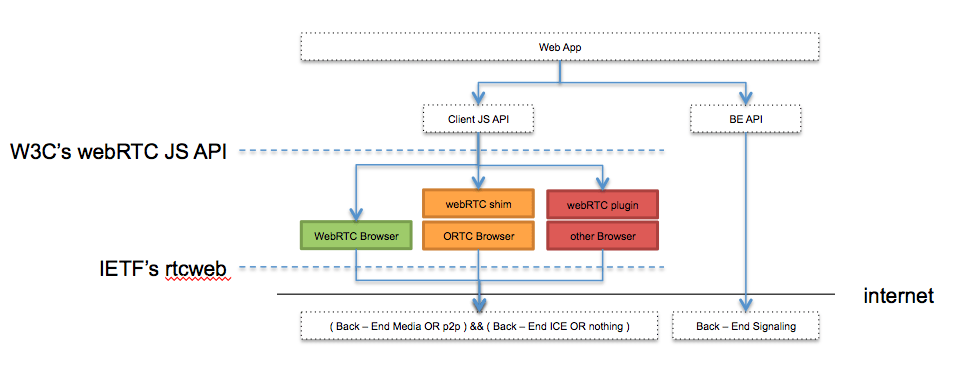 Web App
Client JS API
BE API
W3C’s webRTC JS API
webRTC shim
webRTC plugin
WebRTC Browser
ORTC Browser
other Browser
IETF’s rtcweb
internet
( Back – End Media OR p2p ) && ( Back – End ICE OR nothing )
Back – End Signaling